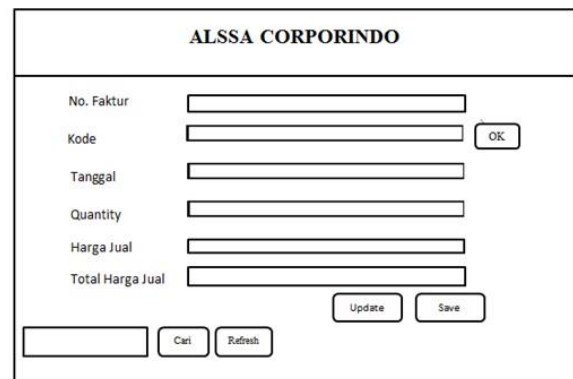 ALSSA CORPORINDO
No. Faktur
Kode OK
Tanggal
Quantity
Harga Jual
Total Harga Jual
Update Save
Cari Refresh